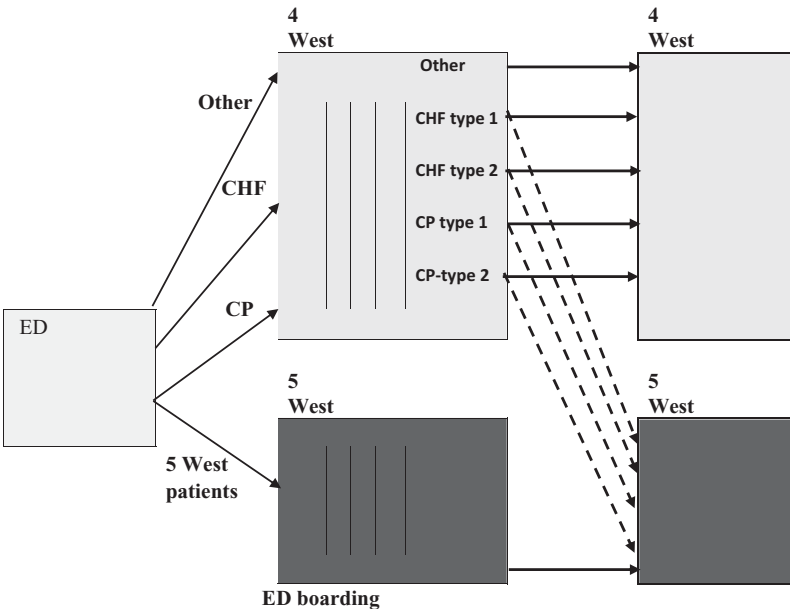 4
West
4
West
Other
Other
CHF type 1
CHF
CHF type 2
CP type 1
CP
CP-type 2
ED
5
West
5
West
5 West
patients
ED boarding